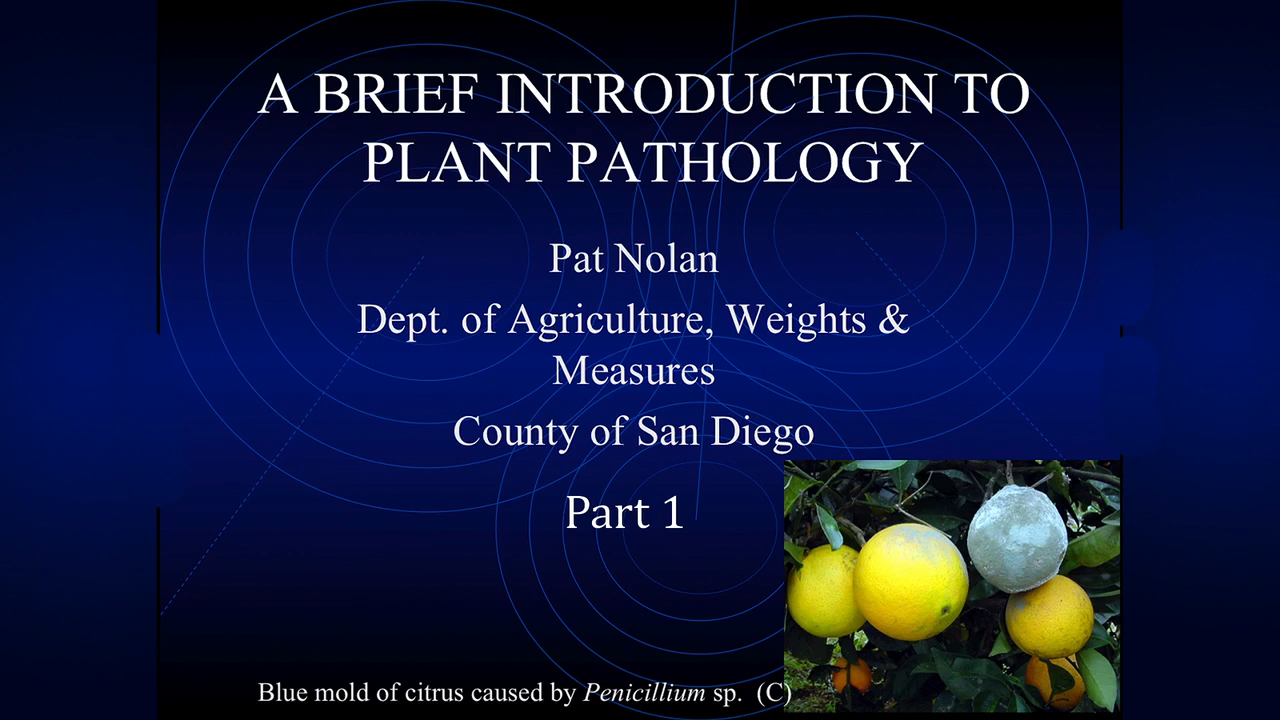 A BRIEF INTRODUCTION TO
PLANT PATHOLOGY
Pat Nolan
Dept. of Agriculture, Weights &
Measures
County of San Diego
Part 1
Blue mold of citrus caused by Penicillium sp. (C)